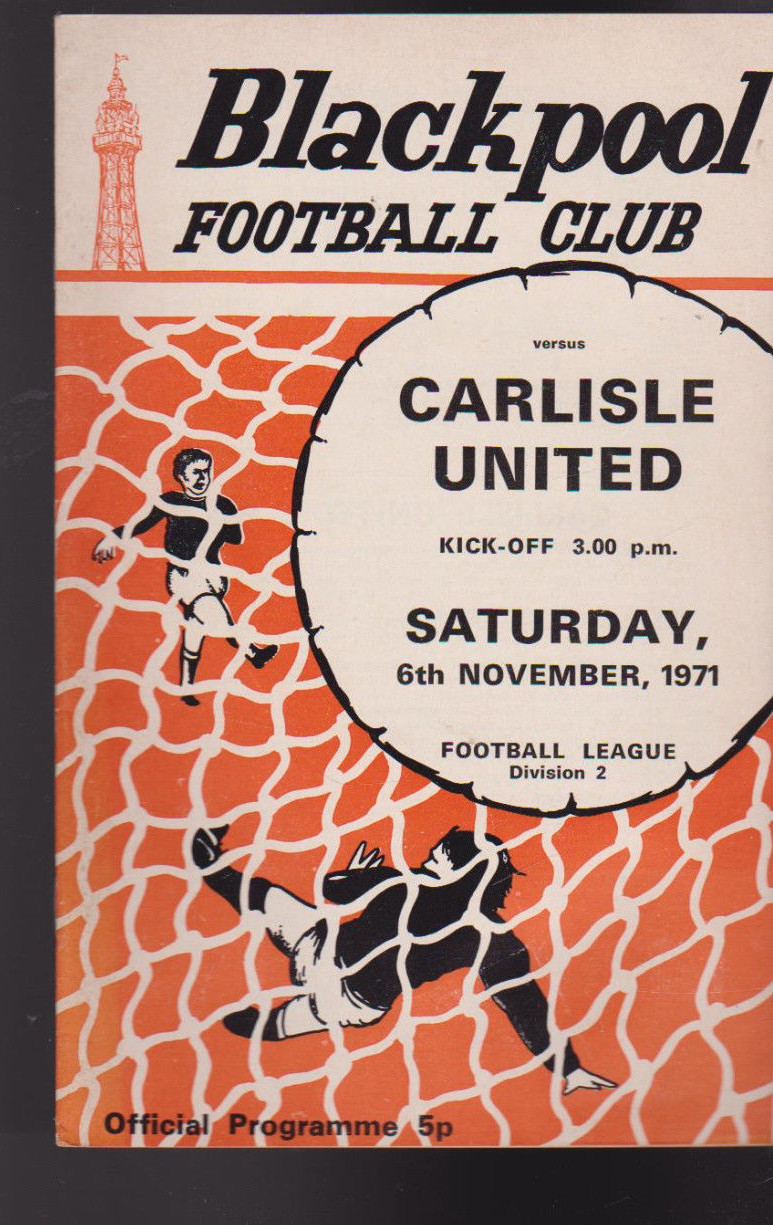 Blackpool
FOOTBALL CLUB
versus
CARLISLE
UNITED
KICK-OFF 3.00 p.m.
SATURDAY,
6th NOVEMBER, 1971
FOOTBALL LEAGUE
Division 2
Official Programme 5p